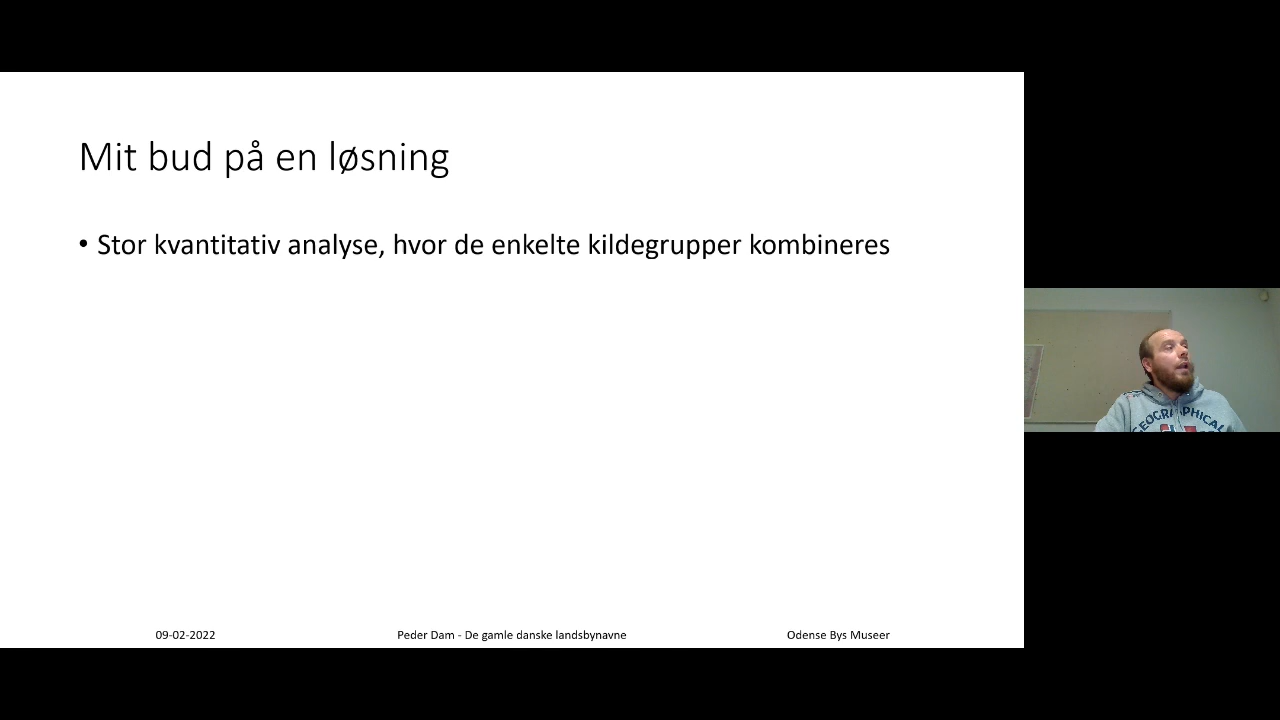 Mit bud på en løsning
• Stor kvantitativ analyse, hvor de enkelte kildegrupper kombineres
09-02-2022
Peder Dam - De gamle danske landsbynavne
Odense Bys Museer
GEOGRAPHICAL